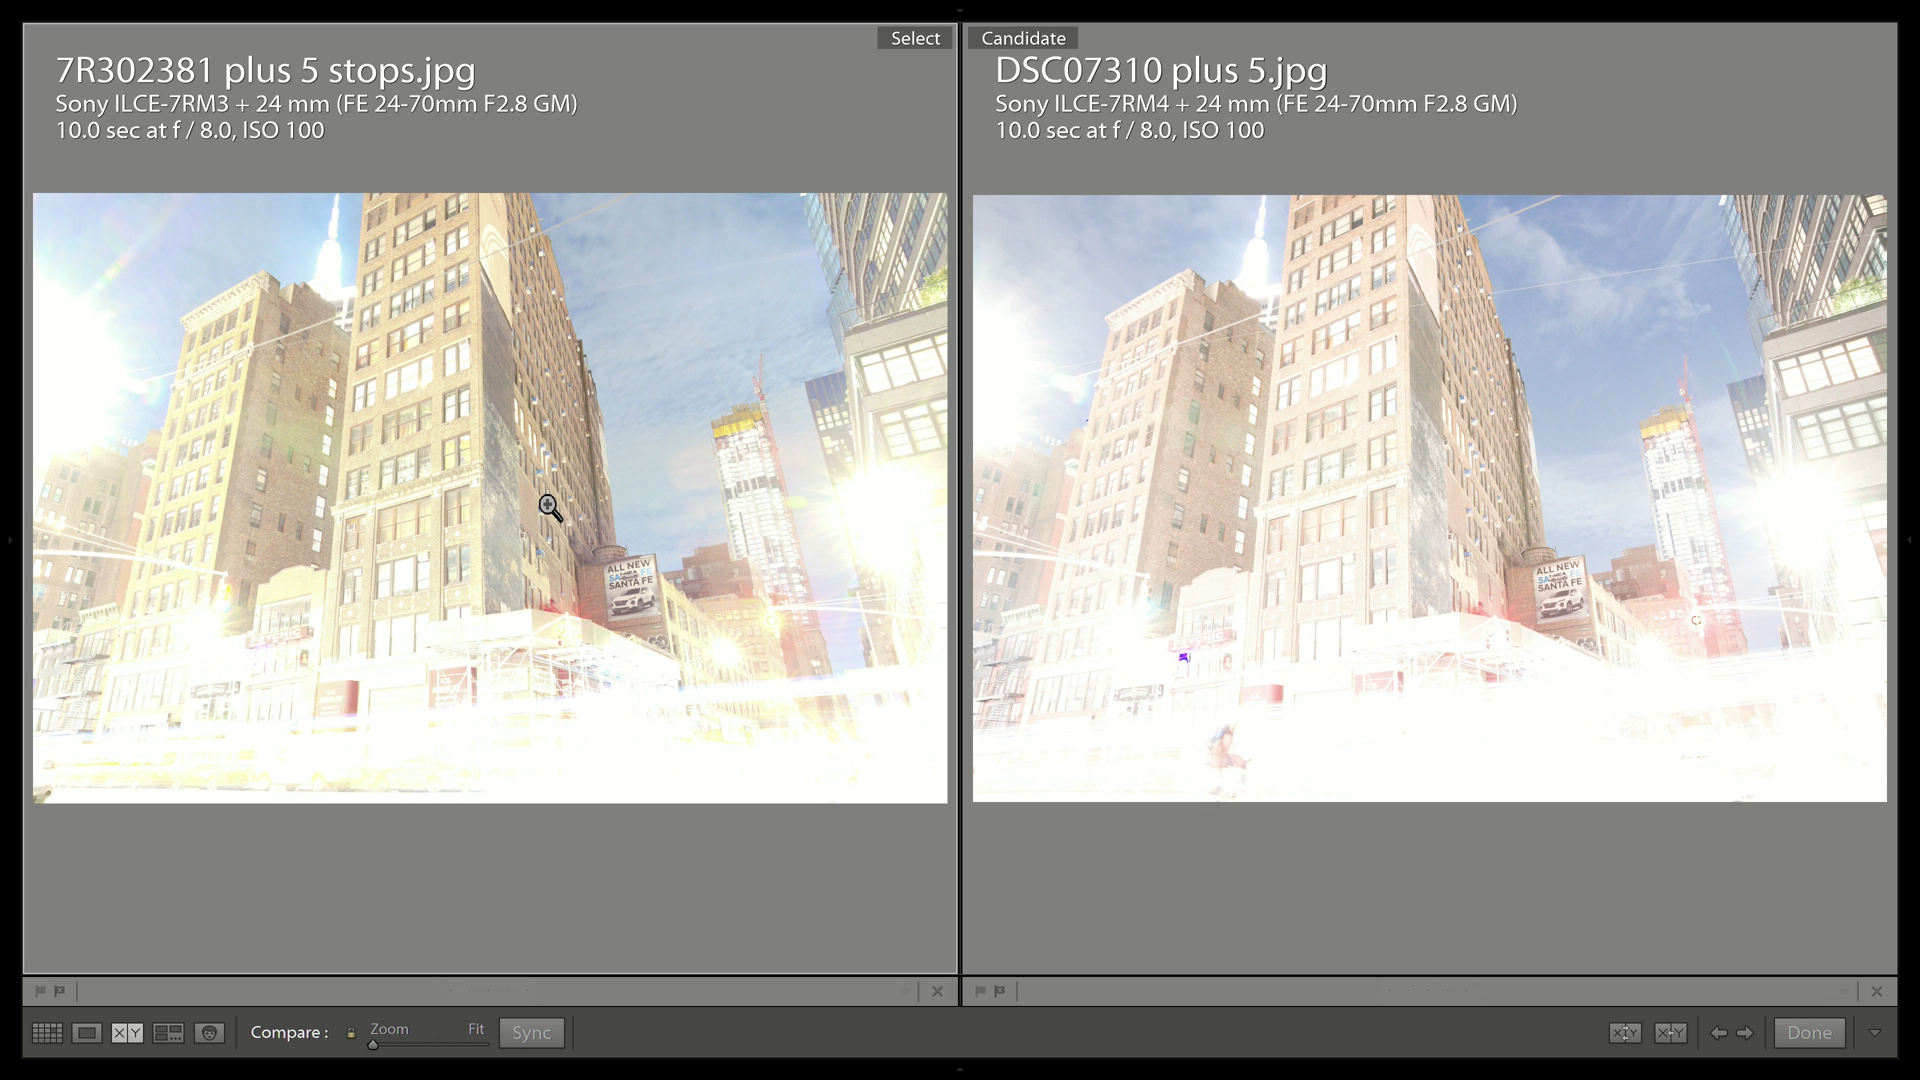 Select
7R302381 plus 5 stops.jpg
Sony ILCE-7RM3 + 24 mm (FE 24-70mm F2.8 GM)
10.0 sec at f / 8.0, ISO 100
ALL NEW
SANTA FE
SANTA FE
Candidate
DSC07310 plus 5.jpg
Sony ILCE-7RM4 + 24 mm (FE 24-70mm F2.8 GM)
10.0 sec at f / 8.0, ISO 100
ALL NEW
SANTA FE
X Y
Compare :
Zoom
Fit
Sync
Done